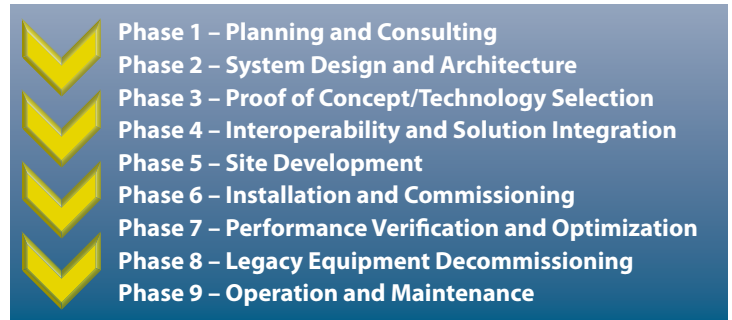 Phase 1 – Planning and Consulting
Phase 2 – System Design and Architecture
Phase 3 – Proof of Concept/Technology Selection
Phase 4 – Interoperability and Solution Integration
Phase 5 – Site Development
Phase 6 – Installation and Commissioning
Phase 7 – Performance Verification and Optimization
Phase 8 – Legacy Equipment Decommissioning
Phase 9 – Operation and Maintenance